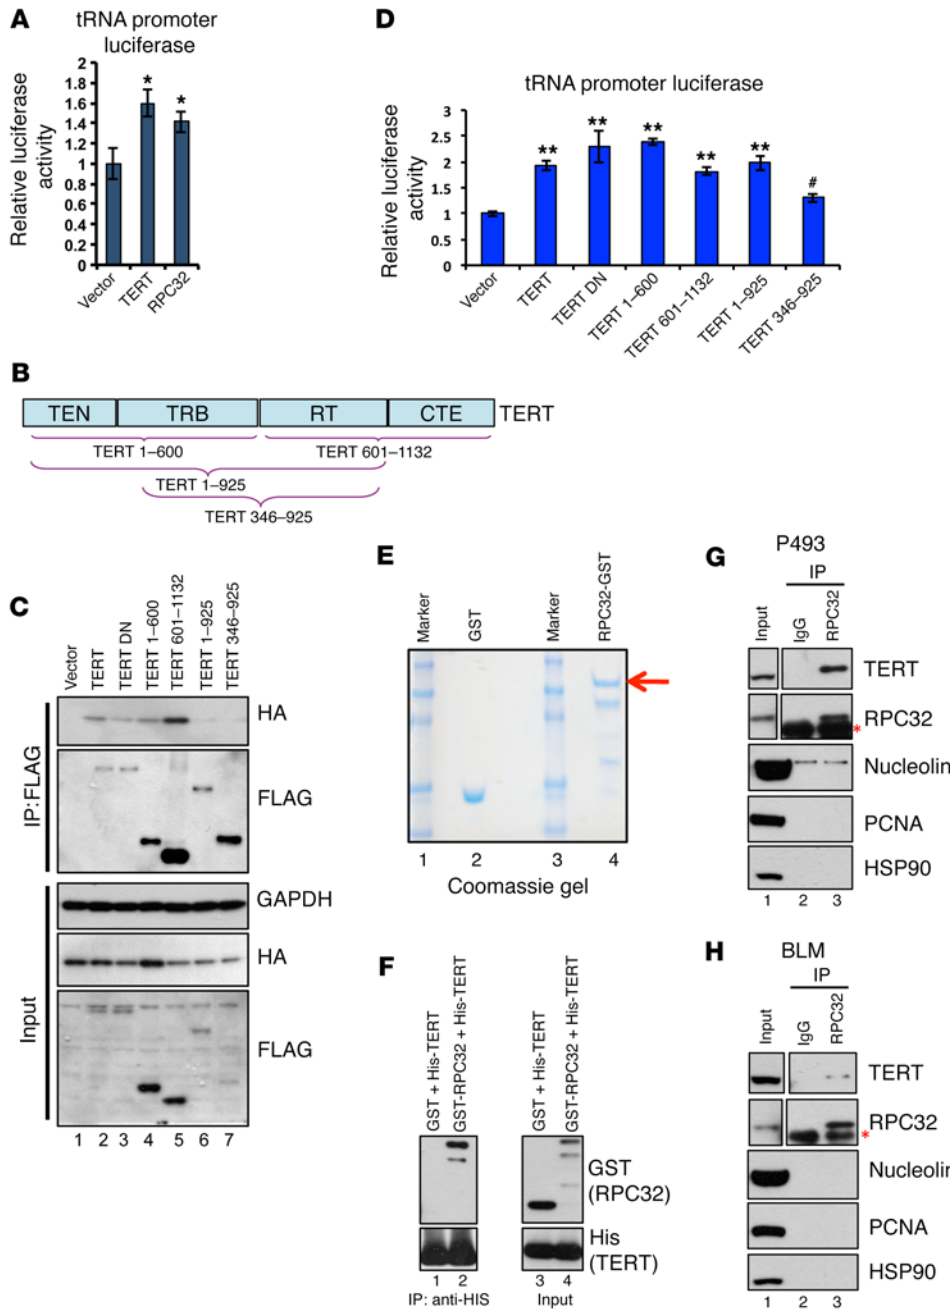 A
tRNA promoter
luciferase
Relative luciferase
activity
2
1.8
1.6
1.4
1.2
1
0.8
0.6
0.4
0.2
0
*
*
Vector
TERT
RPC32
D
tRNA promoter luciferase
Relative luciferase
activity
3
2.5
2
1.5
1
0.5
0
**
**
**
**
**
#
Vector
TERT
TERT DN
TERT 1–600
TERT 601–1132
TERT 1–925
TERT 346–925
B
TEN TRB RT CTE TERT
TERT 1–600 TERT 601–1132
TERT 1–925
TERT 346–925
C
Vector
TERT
TERT DN
TERT 1–600
TERT 601–1132
TERT 1–925
TERT 346–925
IP:FLAG
HA
FLAG
Input
GAPDH
HA
FLAG
1 2 3 4 5 6 7
E
Marker
GST
Marker
RPC32-GST
1 2 3 4
Coomassie gel
F
GST + His-TERT
GST-RPC32 + His-TERT
GST + His-TERT
GST-RPC32 + His-TERT
GST
(RPC32)
His
(TERT)
1 2 3 4
IP: anti-HIS Input
G
P493
IP
Input
IgG
RPC32
TERT
RPC32
*
Nucleolin
PCNA
HSP90
1 2 3
H
BLM
IP
Input
IgG
RPC32
TERT
RPC32
*
Nucleolin
PCNA
HSP90
1 2 3